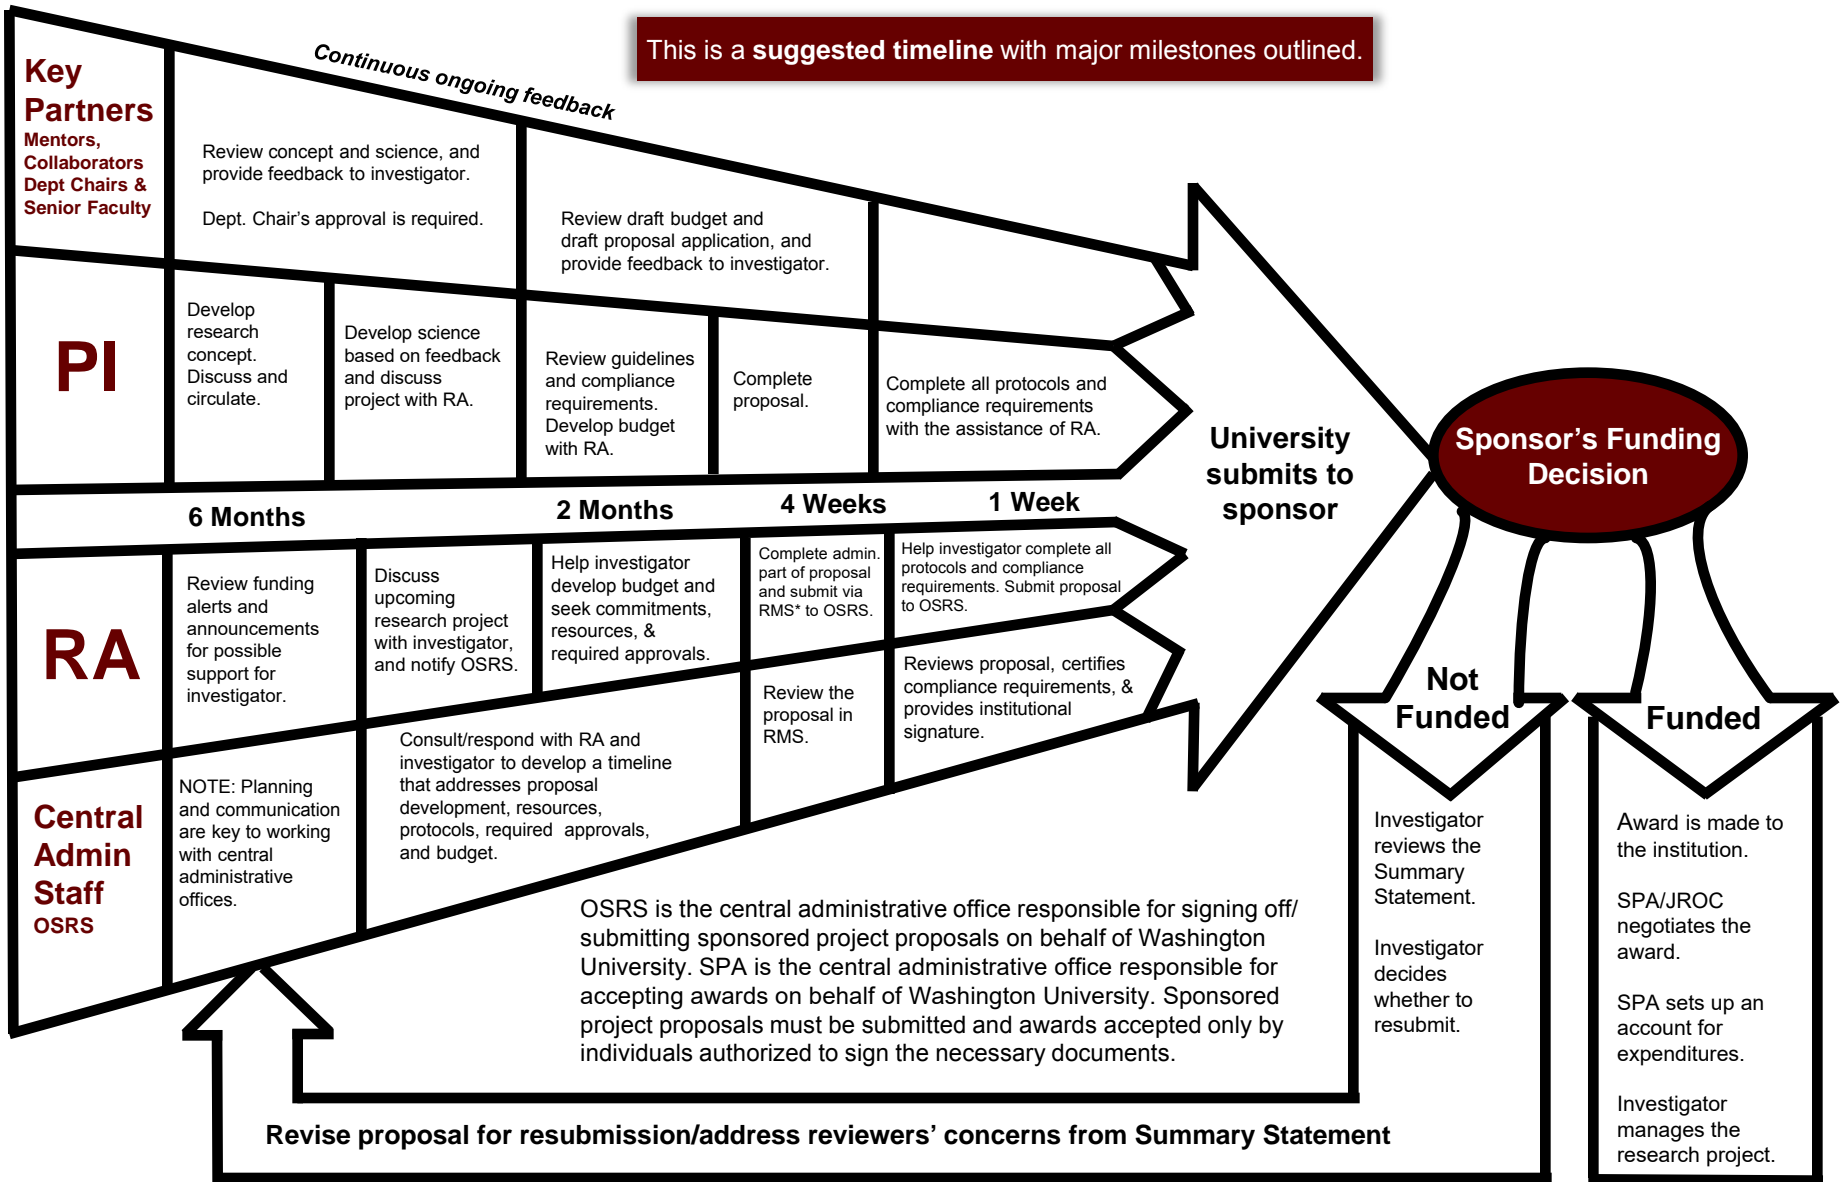 This is a suggested timeline with major milestones outlined.
Continuous ongoing feedback
Key
Partners
Mentors,
Collaborators
Dept Chairs &
Senior Faculty
Review concept and science, and
provide feedback to investigator.
Dept. Chair's approval is required.
Review draft budget and
draft proposal application, and
provide feedback to investigator.
PI
Develop
research
concept.
Discuss and
circulate.
Develop science
based on feedback
and discuss
project with RA.
Review guidelines
and compliance
requirements.
Develop budget
with RA.
Complete
proposal.
Complete all protocols and
compliance requirements
with the assistance of RA.
6 Months
2 Months
4 Weeks
1 Week
RA
Review funding
alerts and
announcements
for possible
support for
investigator.
Discuss
upcoming
research project
with investigator,
and notify OSRS.
Help investigator
develop budget and
seek commitments,
resources, &
required approvals.
Complete admin.
part of proposal
and submit via
RMS* to OSRS.
Help investigator complete all
protocols and compliance
requirements. Submit proposal
to OSRS.
Central
Admin
Staff
OSRS
NOTE: Planning
and communication
are key to working
with central
administrative
offices.
Consult/respond with RA and
investigator to develop a timeline
that addresses proposal
development, resources,
protocols, required approvals,
and budget.
Review the
proposal in
RMS.
Reviews proposal, certifies
compliance requirements, &
provides institutional
signature.
University
submits to
sponsor
Sponsor's Funding
Decision
Not
Funded
Investigator
reviews the
Summary
Statement.
Investigator
decides
whether to
resubmit.
Funded
Award is made to
the institution.
SPA/JROC
negotiates the
award.
SPA sets up an
account for
expenditures.
Investigator
manages the
research project.
OSRS is the central administrative office responsible for signing off/
submitting sponsored project proposals on behalf of Washington
University. SPA is the central administrative office responsible for
accepting awards on behalf of Washington University. Sponsored
project proposals must be submitted and awards accepted only by
individuals authorized to sign the necessary documents.
Revise proposal for resubmission/address reviewers' concerns from Summary Statement